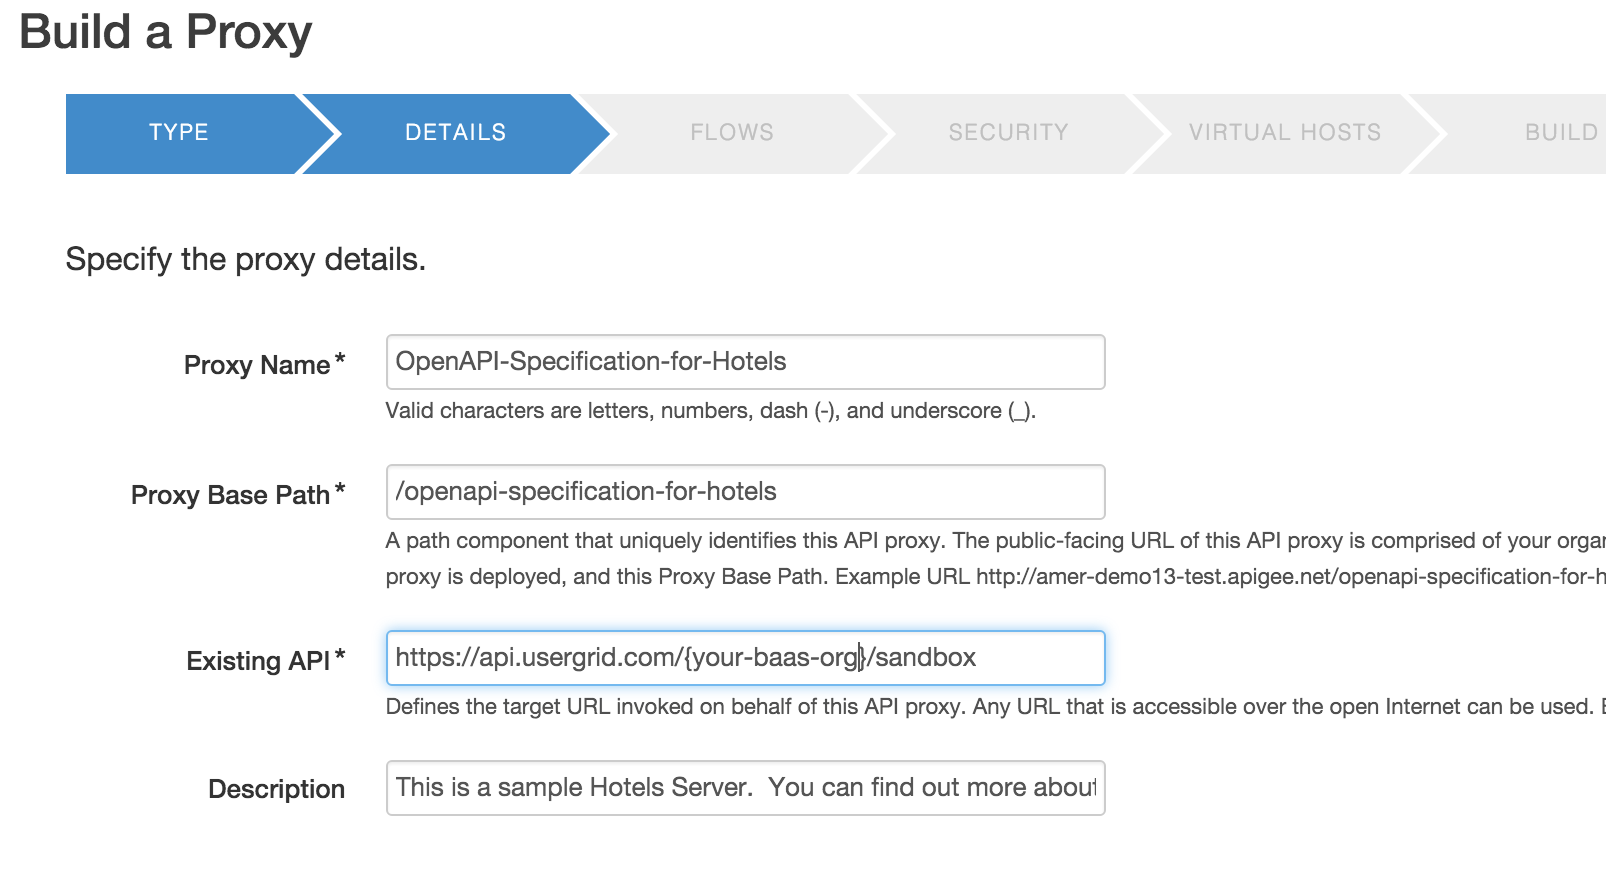 Build a Proxy
TYPE
DETAILS
FLOWS
SECURITY
VIRTUAL HOSTS
BUILD
Specify the proxy details.
Proxy Name*
OpenAPI-Specification-for-Hotels
Valid characters are letters, numbers, dash (-), and underscore (_).
Proxy Base Path*
/openapi-specification-for-hotels
A path component that uniquely identifies this API proxy. The public-facing URL of this API proxy is comprised of your
proxy is deployed, and this Proxy Base Path. Example URL http://amer-demo13-test.apigee.net/openapi-specification-for-h
Existing API*
https://api.usergrid.com/{your-baas-org}/sandbox
Defines the target URL invoked on behalf of this API proxy. Any URL that is accessible over the open Internet can be used.
Description
This is a sample Hotels Server.  You can find out more about